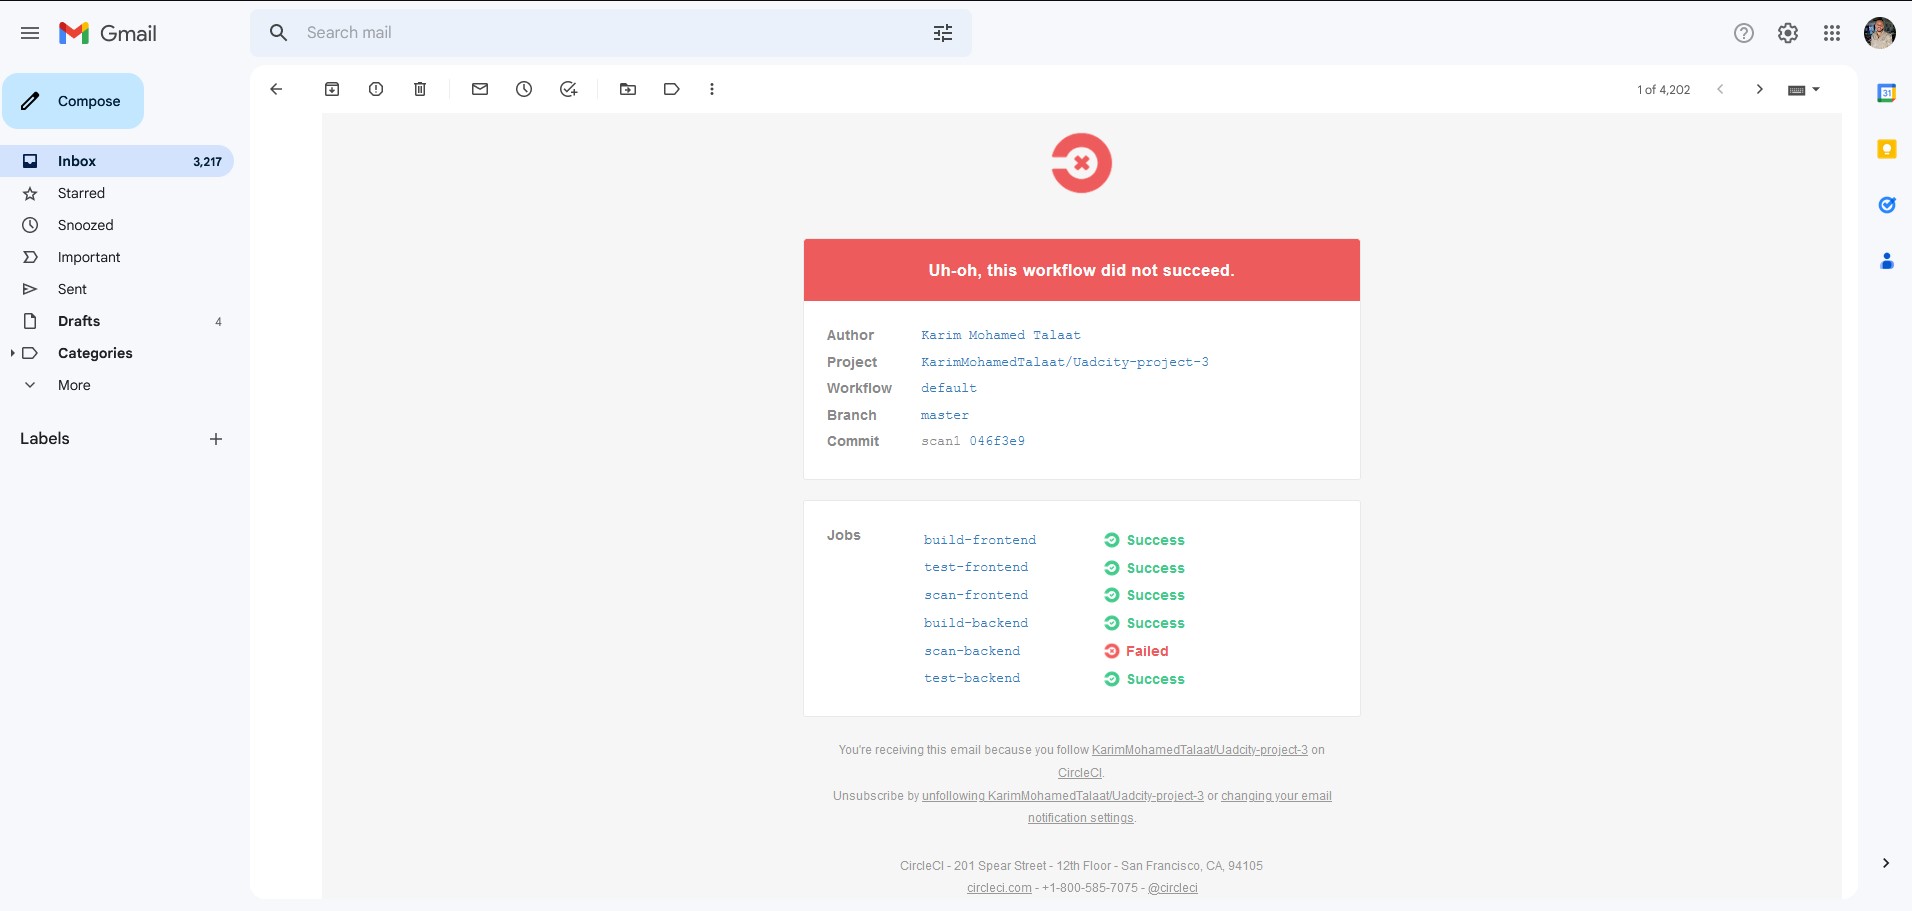 Gmail
Search mail
Compose
1 of 4,202
Inbox 3,217
Starred
Snoozed
Important
Sent
Drafts 4
Categories
More
Labels
31
Uh-oh, this workflow did not succeed.
Author Karim Mohamed Talaat
Project KarimMohamedTalaat/Uadcity-project-3
Workflow default
Branch master
Commit scan1 046f3e9
Jobs
build-frontend Success
test-frontend Success
scan-frontend Success
build-backend Success
scan-backend Failed
test-backend Success
You're receiving this email because you follow KarimMohamedTalaat/Uadcity-project-3 on
CircleCI.
Unsubscribe by unfollowing KarimMohamedTalaat/Uadcity-project-3 or changing your email
notification settings.
CircleCI - 201 Spear Street - 12th Floor - San Francisco, CA, 94105
circleci.com - +1-800-585-7075 - @circleci